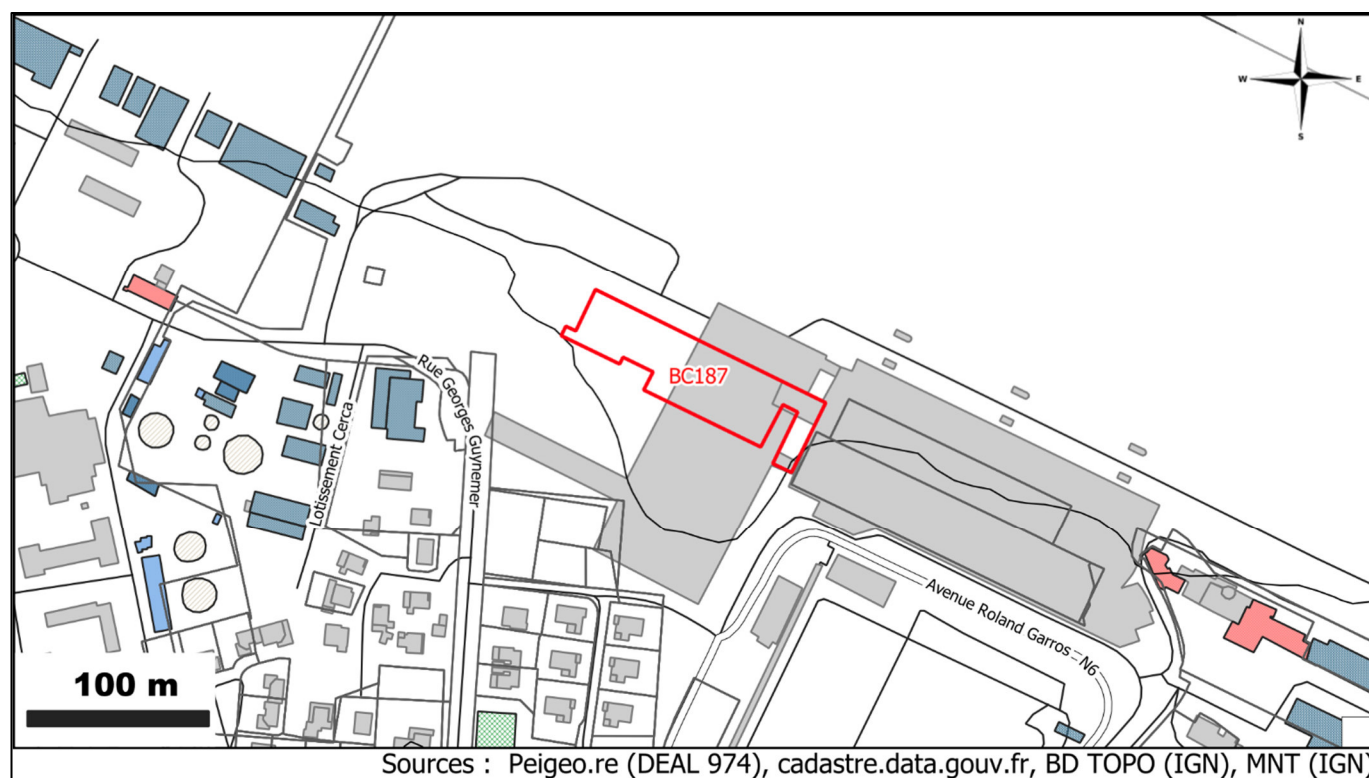 N
W
E
S
BC187
Rue Georges Guynemer
Lotissement Cerca
Avenue Roland Garros -N6
100 m
Sources : Peigeo.re (DEAL 974), cadastre.data.gouv.fr, BD TOPO (IGN), MNT (IGN)